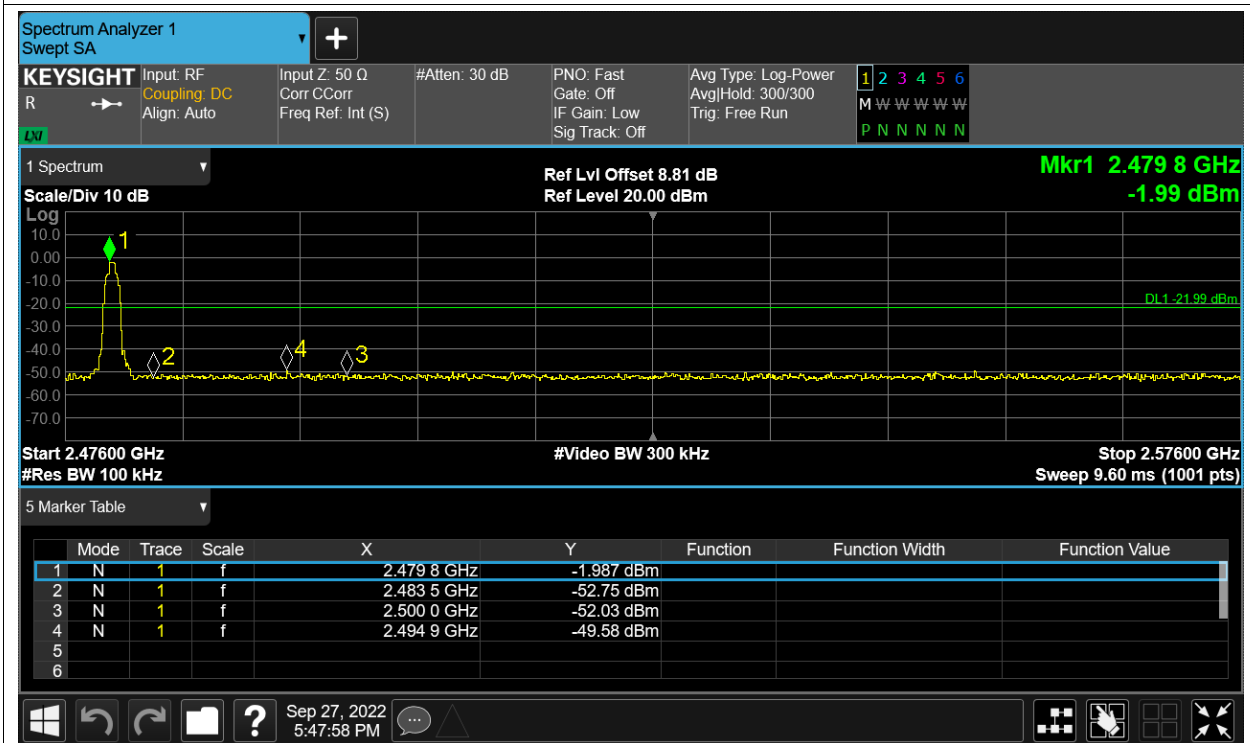 Spectrum Analyzer 1
Swept SA
+
KEYSIGHT
R
LXI
Input: RF
Coupling: DC
Align: Auto
Input Z: 50 Ω
Corr CCorr
Freq Ref: Int (S)
#Atten: 30 dB
PNO: Fast
Gate: Off
IF Gain: Low
Sig Track: Off
Avg Type: Log-Power
Avg|Hold: 300/300
Trig: Free Run
1 2 3 4 5 6
M W W W W W
P N N N N N
1 Spectrum
Scale/Div 10 dB
Ref Lvl Offset 8.81 dB
Ref Level 20.00 dBm
Mkr1 2.479 8 GHz
-1.99 dBm
Log
10.0
0.00
-10.0
-20.0
-30.0
-40.0
-50.0
-60.0
-70.0
1
2
4
3
DL1 -21.99 dBm
Start 2.47600 GHz
#Res BW 100 kHz
#Video BW 300 kHz
Stop 2.57600 GHz
Sweep 9.60 ms (1001 pts)
5 Marker Table
Mode Trace Scale X Y Function Function Width Function Value
1 N 1 f 2.479 8 GHz -1.987 dBm
2 N 1 f 2.483 5 GHz -52.75 dBm
3 N 1 f 2.500 0 GHz -52.03 dBm
4 N 1 f 2.494 9 GHz -49.58 dBm
5
6
?
Sep 27, 2022
5:47:58 PM